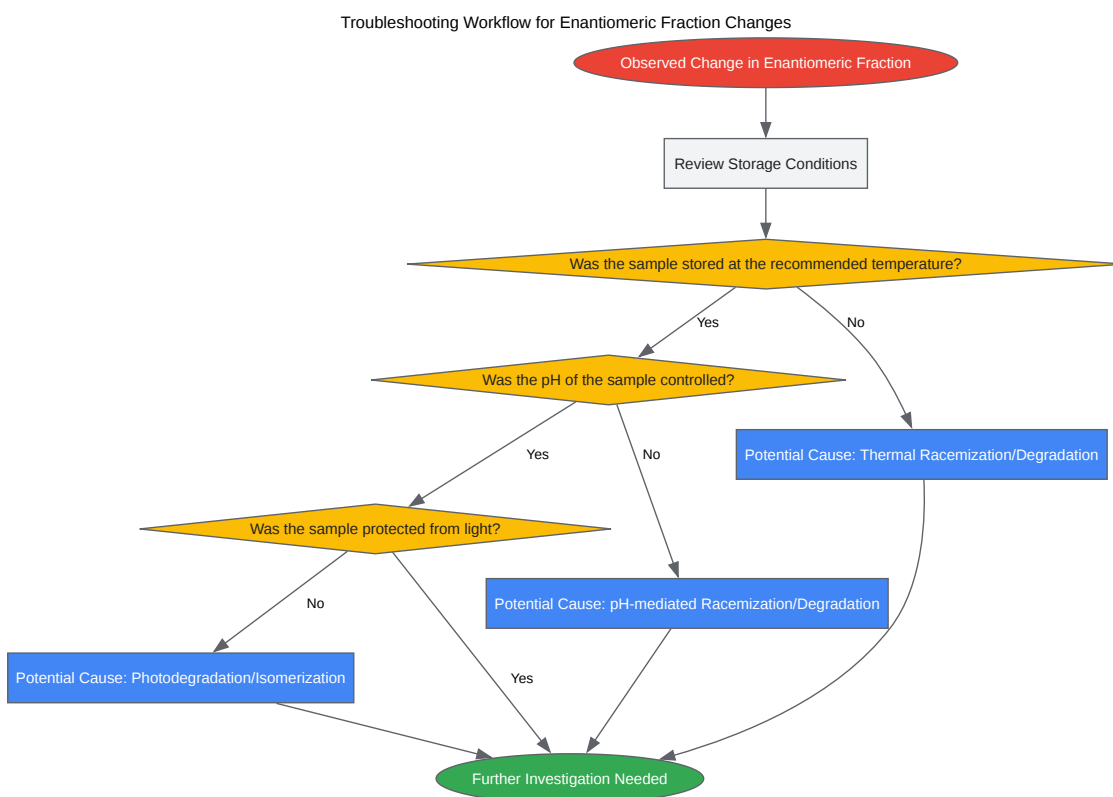 Troubleshooting Workflow for Enantiomeric Fraction Changes
Observed Change in Enantiomeric Fraction
Review Storage Conditions
Was the sample stored at the recommended temperature?
Yes
No
Was the pH of the sample controlled?
Yes
No
Potential Cause: Thermal Racemization/Degradation
Was the sample protected from light?
No
Yes
Potential Cause: pH-mediated Racemization/Degradation
Potential Cause: Photodegradation/Isomerization
Further Investigation Needed